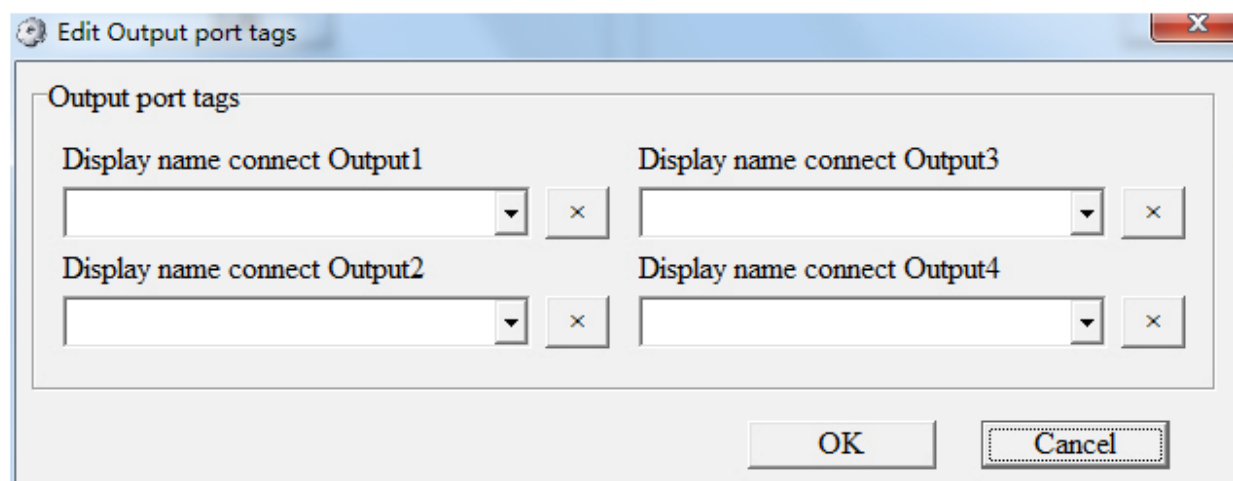 Edit Output port tags
Output port tags
Display name connect Output1
Display name connect Output3
×
×
Display name connect Output2
Display name connect Output4
×
×
OK
Cancel